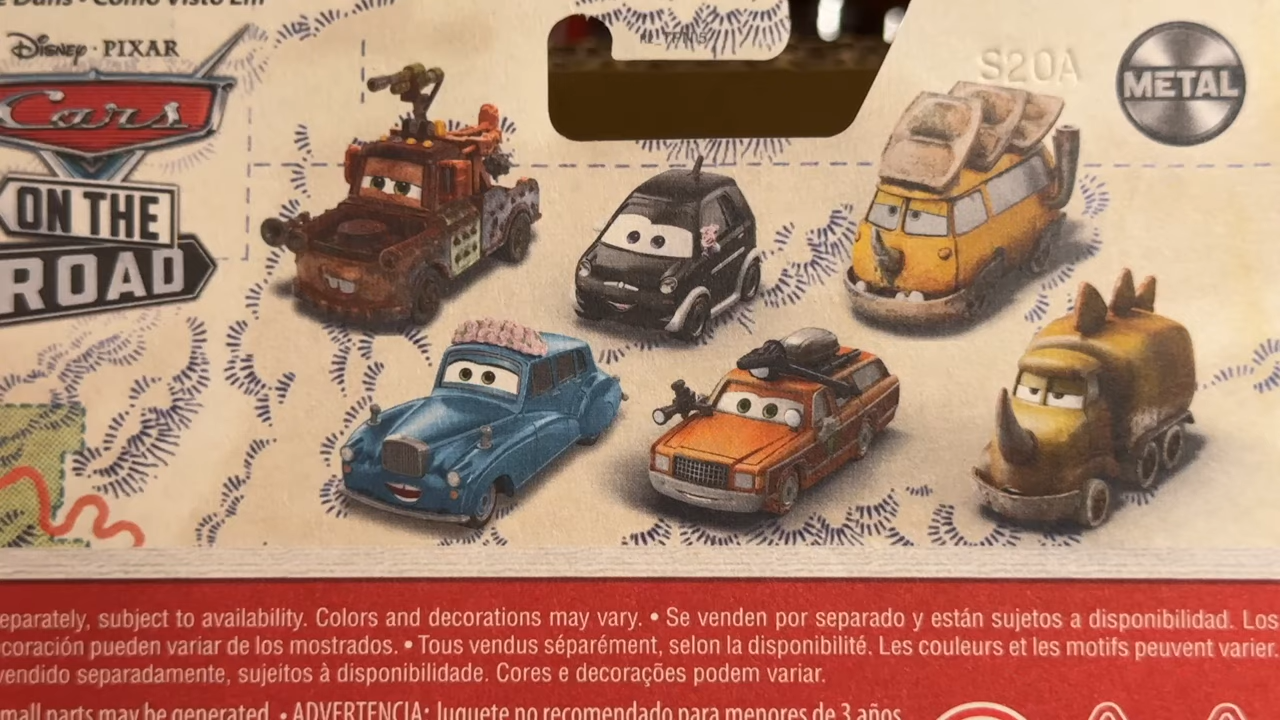 Como Visto Em
Disney · PIXAR
Cars
ON THE
ROAD
S20A
METAL
eparately, subject to availability. Colors and decorations may vary. • Se venden por separado y están sujetos a disponibilidad. Los
coración pueden variar de los mostrados. • Tous vendus séparément, selon la disponibilité. Les couleurs et les motifs peuvent varier.
vendido separadamente, sujeitos à disponibilidade. Cores e decorações podem variar.
mall parts may be generated. • ADVERTENCIA: Juguete no recomendado para menores de 3 años